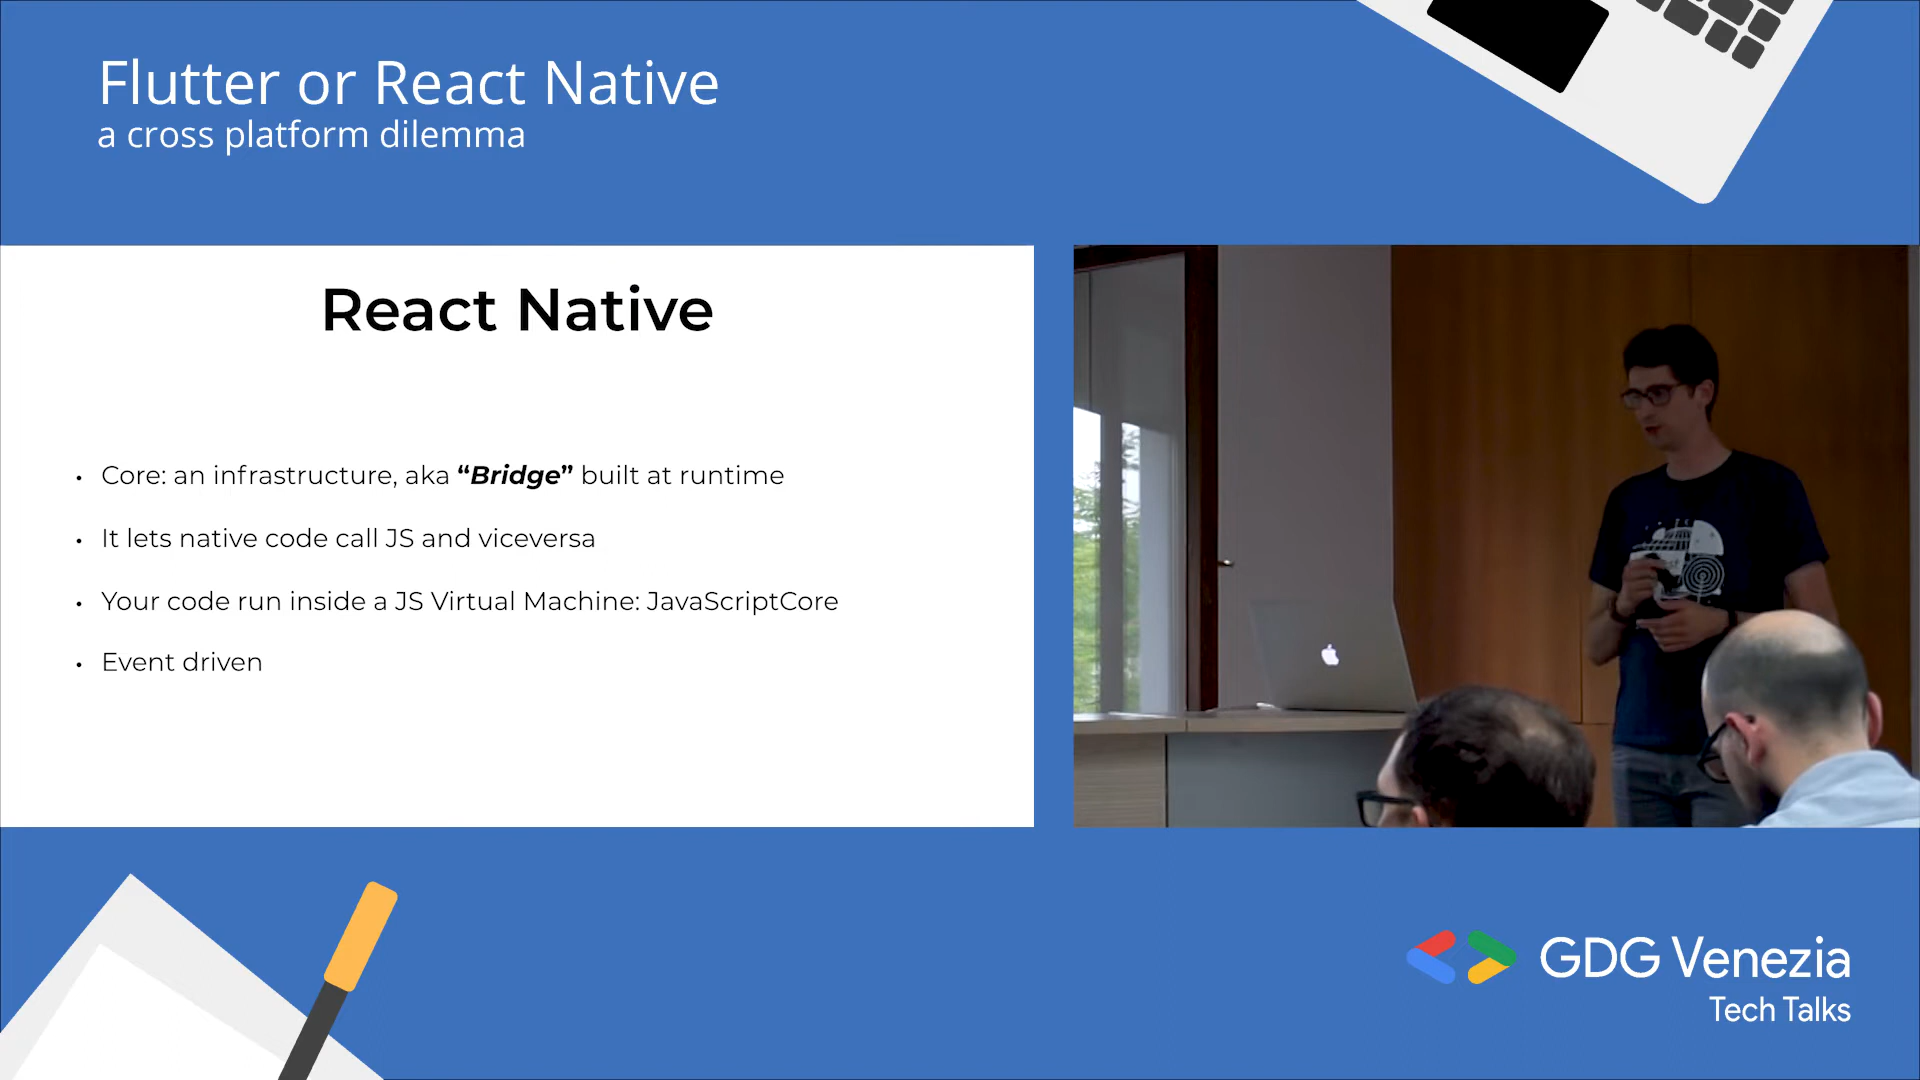 Flutter or React Native
a cross platform dilemma
React Native
• Core: an infrastructure, aka “Bridge” built at runtime
• It lets native code call JS and viceversa
• Your code run inside a JS Virtual Machine: JavaScriptCore
• Event driven
GDG Venezia
Tech Talks